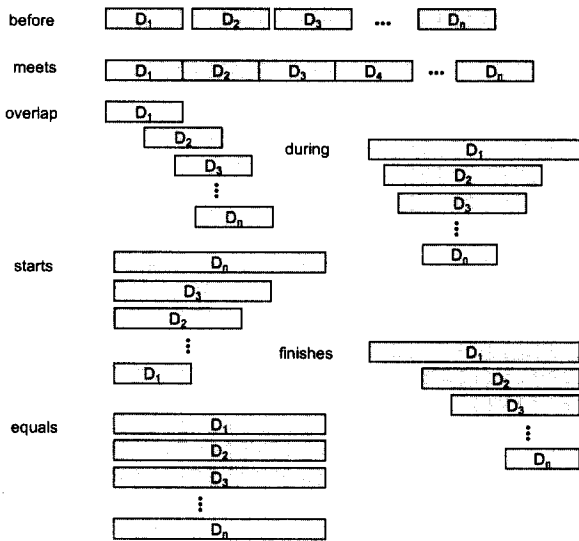 before D₁ D₂ D₃ ... Dₙ
meets D₁ D₂ D₃ D₄ ... Dₙ
overlap D₁
D₂
D₃
Dₙ
during D₁
D₂
D₃
Dₙ
starts Dₙ
D₃
D₂
D₁
finishes D₁
D₂
D₃
Dₙ
equals D₁
D₂
D₃
Dₙ